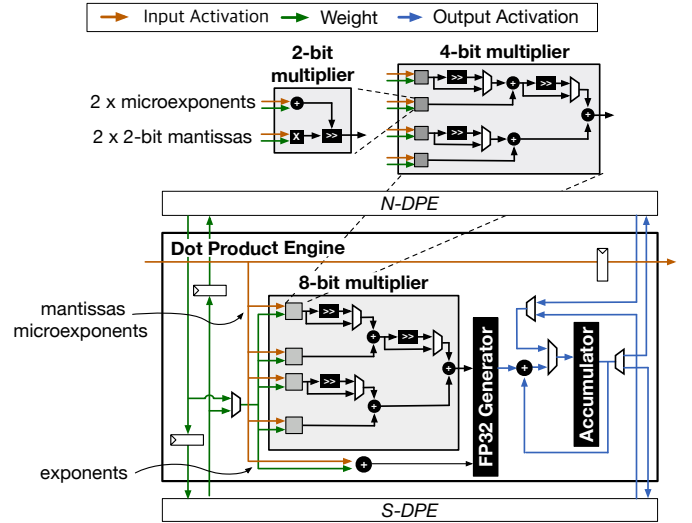 Input Activation Weight Output Activation
2-bit multiplier
4-bit multiplier
2 x microexponents
2 x 2-bit mantissas
+
x
>>
>>
+
>>
+
>>
+
N-DPE
Dot Product Engine
8-bit multiplier
mantissas
microexponents
>>
+
>>
+
>>
+
FP32 Generator
+
Accumulator
exponents
+
S-DPE